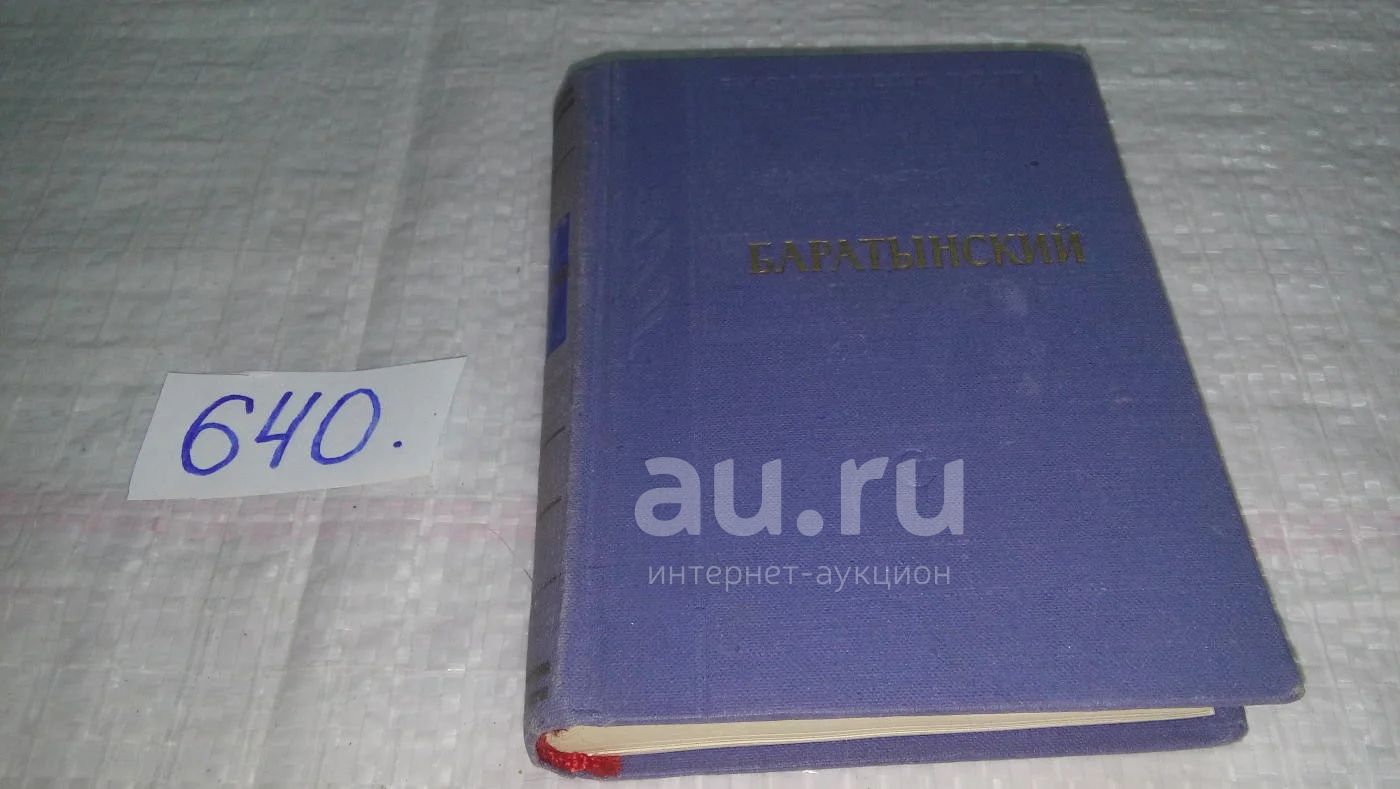 БАРАТЫНСКИЙ
640.
au.ru
интернет-аукцион